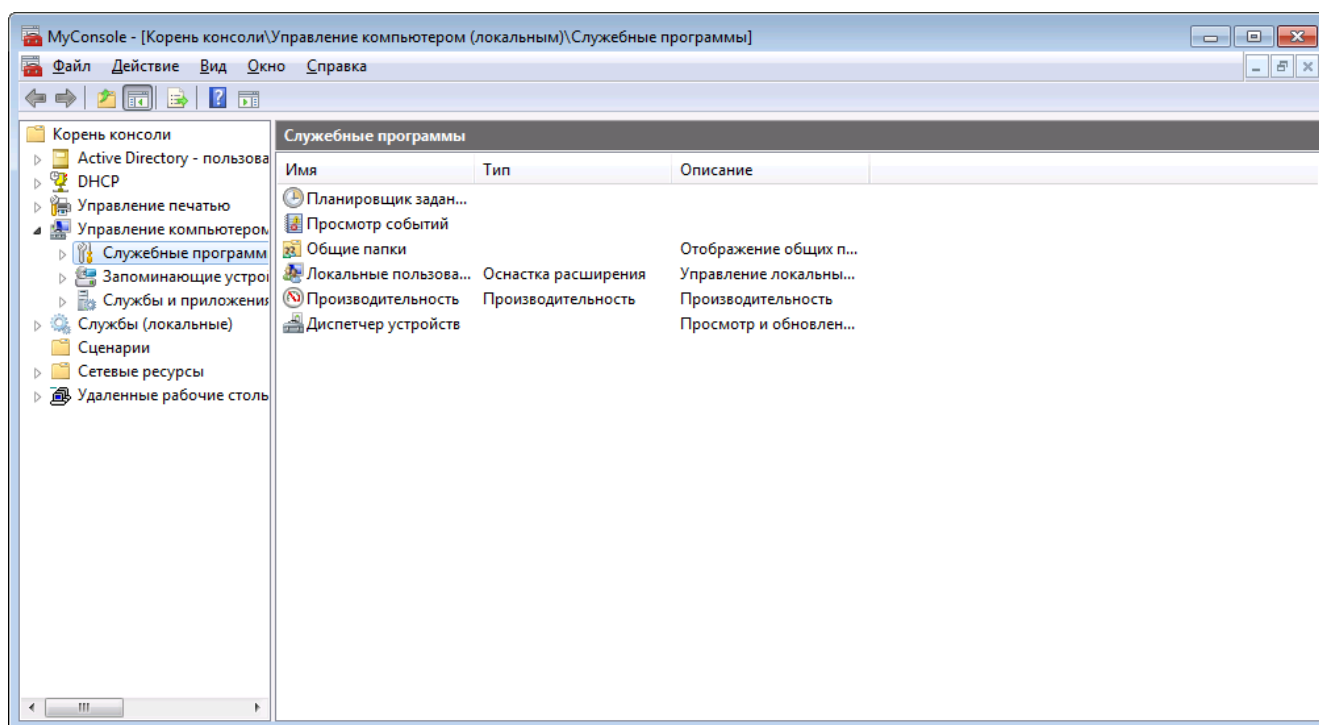 MyConsole - [Корень консоли\Управление компьютером (локальным)\Служебные программы]
Файл Действие Вид Окно Справка
Корень консоли
Active Directory - пользова
DHCP
Управление печатью
Управление компьютером
Служебные программ
Запоминающие устрой
Службы и приложения
Службы (локальные)
Сценарии
Сетевые ресурсы
Удаленные рабочие столь
Служебные программы
Имя Тип Описание
Планировщик задан...
Просмотр событий
Общие папки Отображение общих п...
Локальные пользова... Оснастка расширения Управление локальны...
Производительность Производительность Производительность
Диспетчер устройств Просмотр и обновлен...